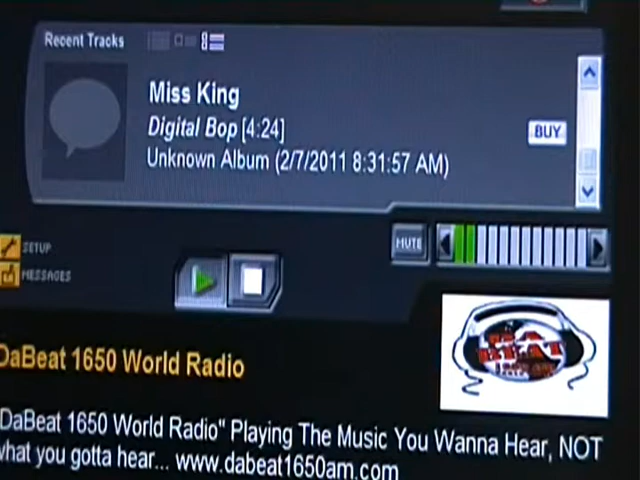 Recent Tracks
Miss King
Digital Bop [4:24]
BUY
Unknown Album (2/7/2011 8:31:57 AM)
MUTE
SETUP
MESSAGES
DaBeat 1650 World Radio
DA BEAT
DaBeat 1650 World Radio" Playing The Music You Wanna Hear, NOT
what you gotta hear... www.dabeat1650am.com